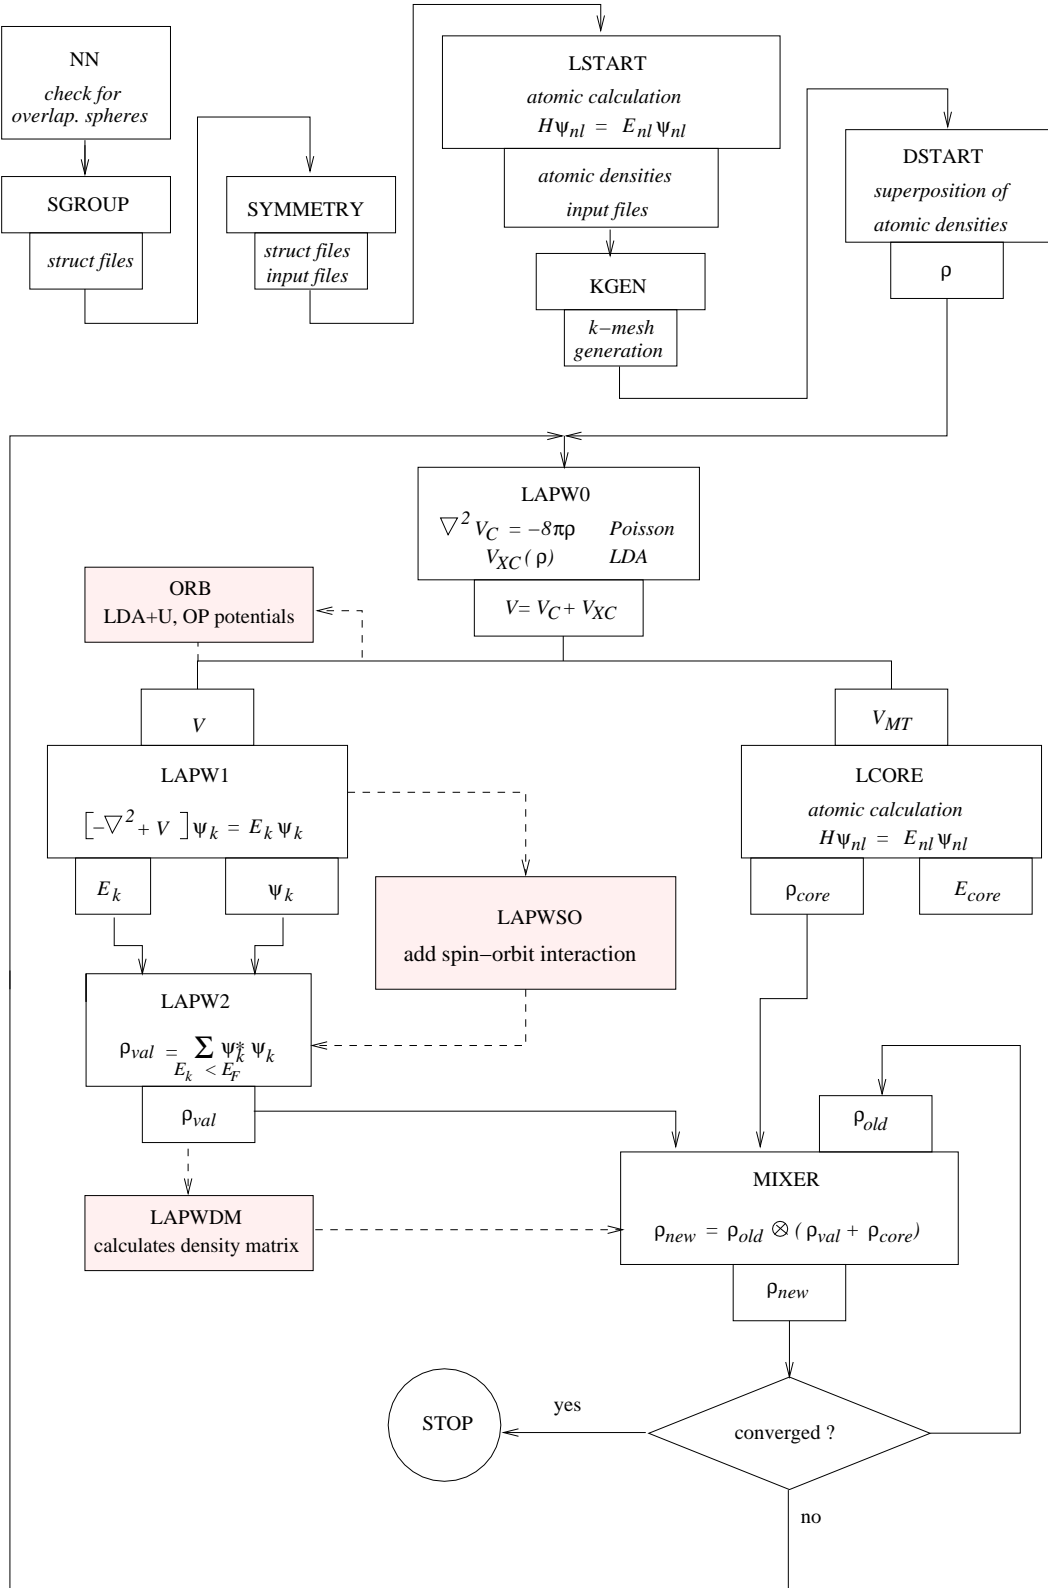 NN
check for
overlap. spheres
SGROUP
struct files
SYMMETRY
struct files
input files
LSTART
atomic calculation
Hψnl = Enl ψnl
atomic densities
input files
KGEN
k−mesh
generation
DSTART
superposition of
atomic densities
ρ
LAPW0
▽² VC = −8πρ Poisson
VXC(ρ) LDA
V= VC + VXC
ORB
LDA+U, OP potentials
V
LAPW1
[−▽² + V ]ψk = Ek ψk
Ek
ψk
VMT
LCORE
atomic calculation
Hψnl = Enl ψnl
ρcore
Ecore
LAPWSO
add spin−orbit interaction
LAPW2
ρval = Σ ψ*k ψk
Ek < EF
ρval
LAPWDM
calculates density matrix
ρold
MIXER
ρnew = ρold ⊗ (ρval + ρcore)
ρnew
STOP
yes
converged ?
no